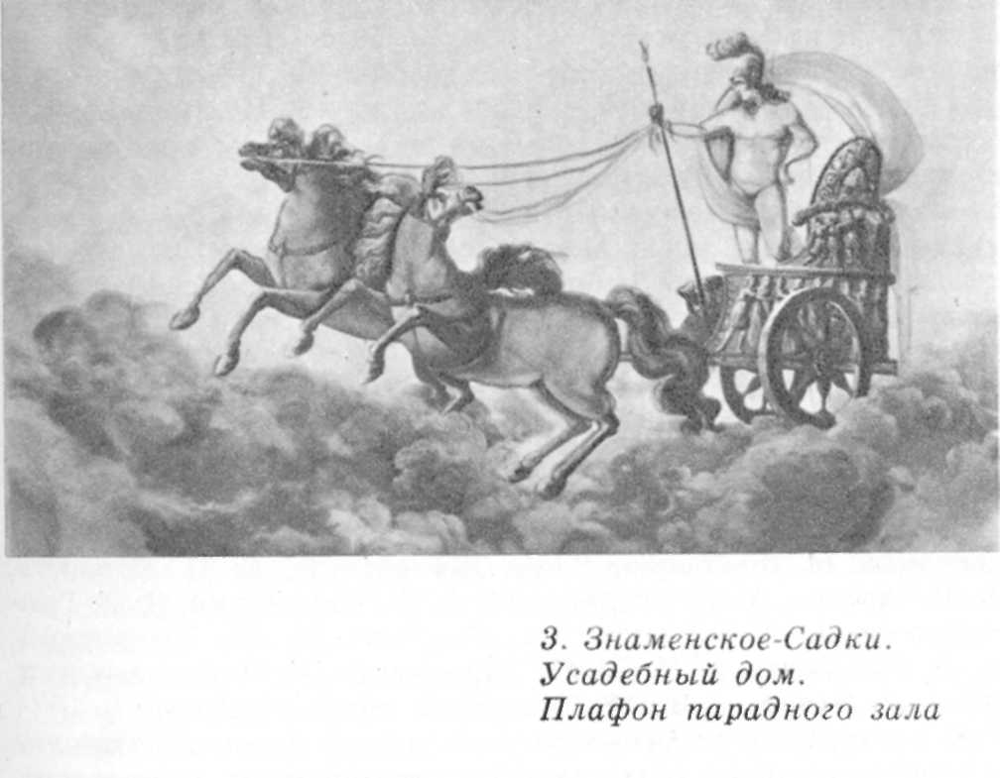 3. Знаменское-Садки.
Усадебный дом.
Плафон парадного зала